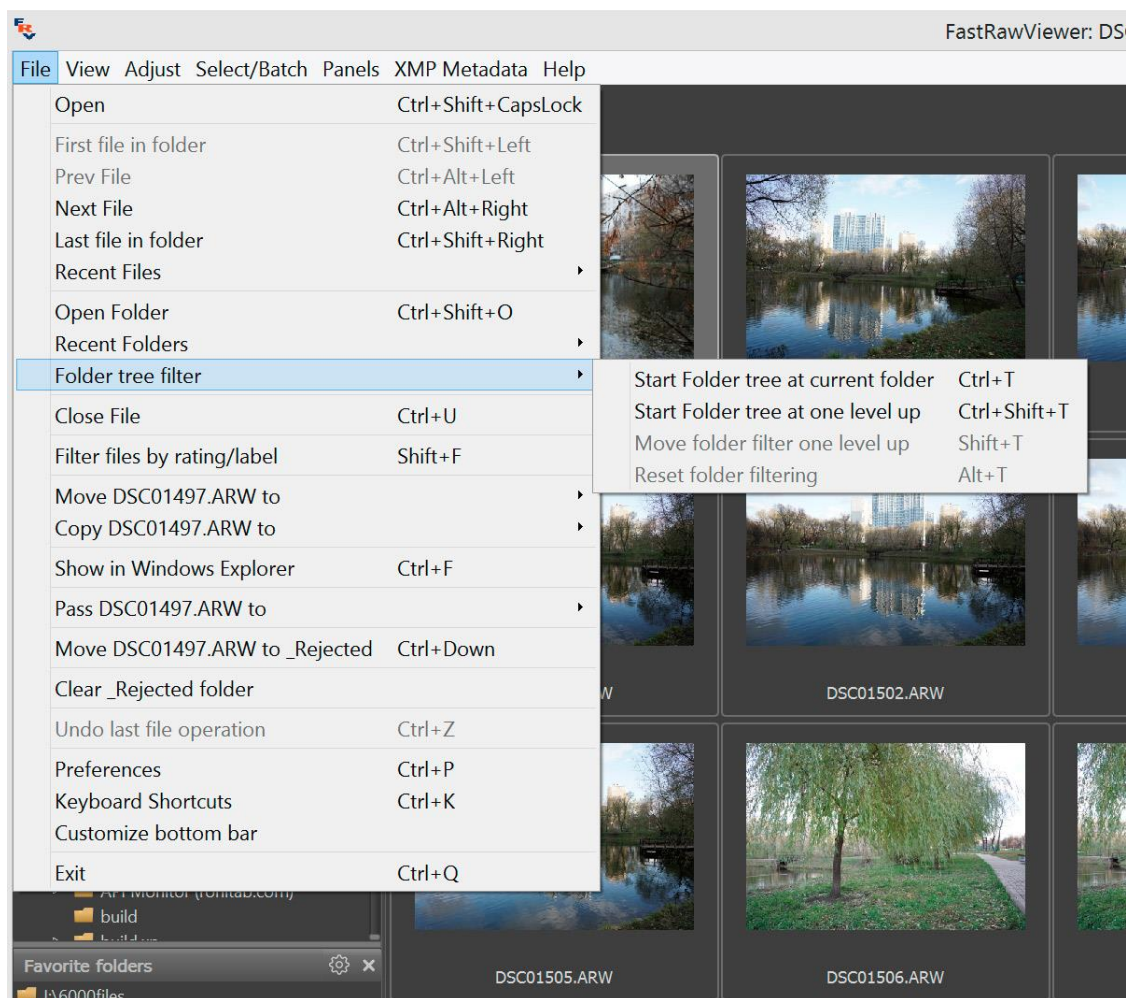 FRV
FastRawViewer: DS
File View Adjust Select/Batch Panels XMP Metadata Help
Open Ctrl+Shift+CapsLock
First file in folder Ctrl+Shift+Left
Prev File Ctrl+Alt+Left
Next File Ctrl+Alt+Right
Last file in folder Ctrl+Shift+Right
Recent Files
Open Folder Ctrl+Shift+O
Recent Folders
Folder tree filter
Start Folder tree at current folder Ctrl+T
Start Folder tree at one level up Ctrl+Shift+T
Move folder filter one level up Shift+T
Reset folder filtering Alt+T
Close File Ctrl+U
Filter files by rating/label Shift+F
Move DSC01497.ARW to
Copy DSC01497.ARW to
Show in Windows Explorer Ctrl+F
Pass DSC01497.ARW to
Move DSC01497.ARW to _Rejected Ctrl+Down
Clear _Rejected folder
Undo last file operation Ctrl+Z
Preferences Ctrl+P
Keyboard Shortcuts Ctrl+K
Customize bottom bar
Exit Ctrl+Q
W
DSC01502.ARW
API Monitor (rohitab.com)
build
Favorite folders
I:\6000files
DSC01505.ARW
DSC01506.ARW